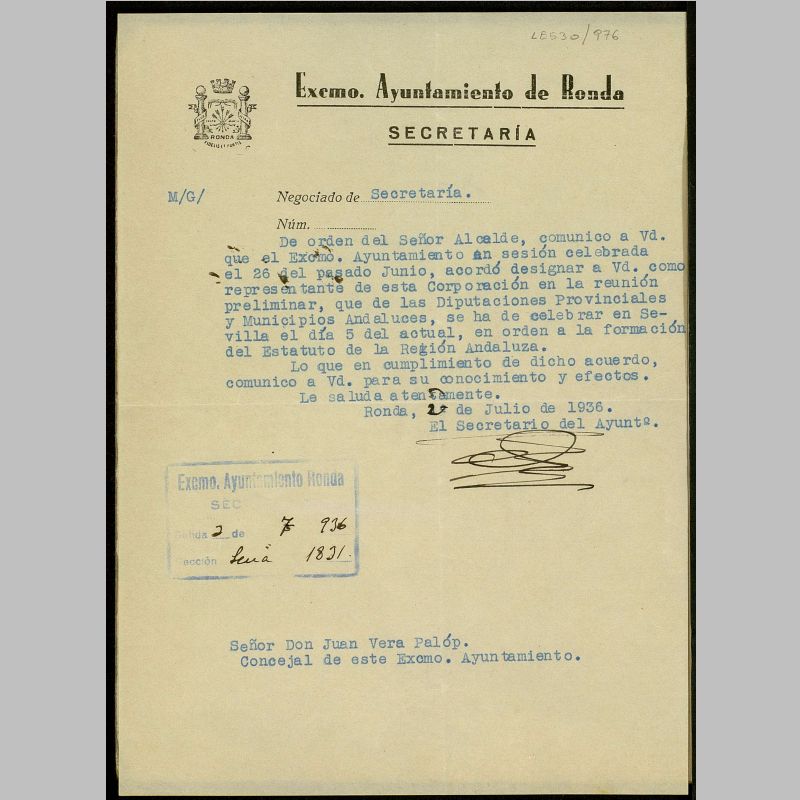 LE530/976
Excmo. Ayuntamiento de Ronda
SECRETARÍA
RONDA
M/G/
Negociado de Secretaría.
Núm.
De orden del Señor Alcalde, comunico a Vd.
que el Excmo. Ayuntamiento en sesión celebrada
el 26 del pasado Junio, acordó designar a Vd. como
representante de esta Corporación en la reunión
preliminar, que de las Diputaciones Provinciales
y Municipios Andaluces, se ha de celebrar en Se-
villa el día 5 del actual, en orden a la formación
del Estatuto de la Región Andaluza.
Lo que en cumplimiento de dicho acuerdo,
comunico a Vd. para su conocimiento y efectos.
Le saluda atentamente.
Ronda, 2 de Julio de 1936.
El Secretario del Ayuntº.
Excmo. Ayuntamiento Ronda
SEC
2 de 7 936
Sección Sría 1831.
Señor Don Juan Vera Palóp.
Concejal de este Excmo. Ayuntamiento.